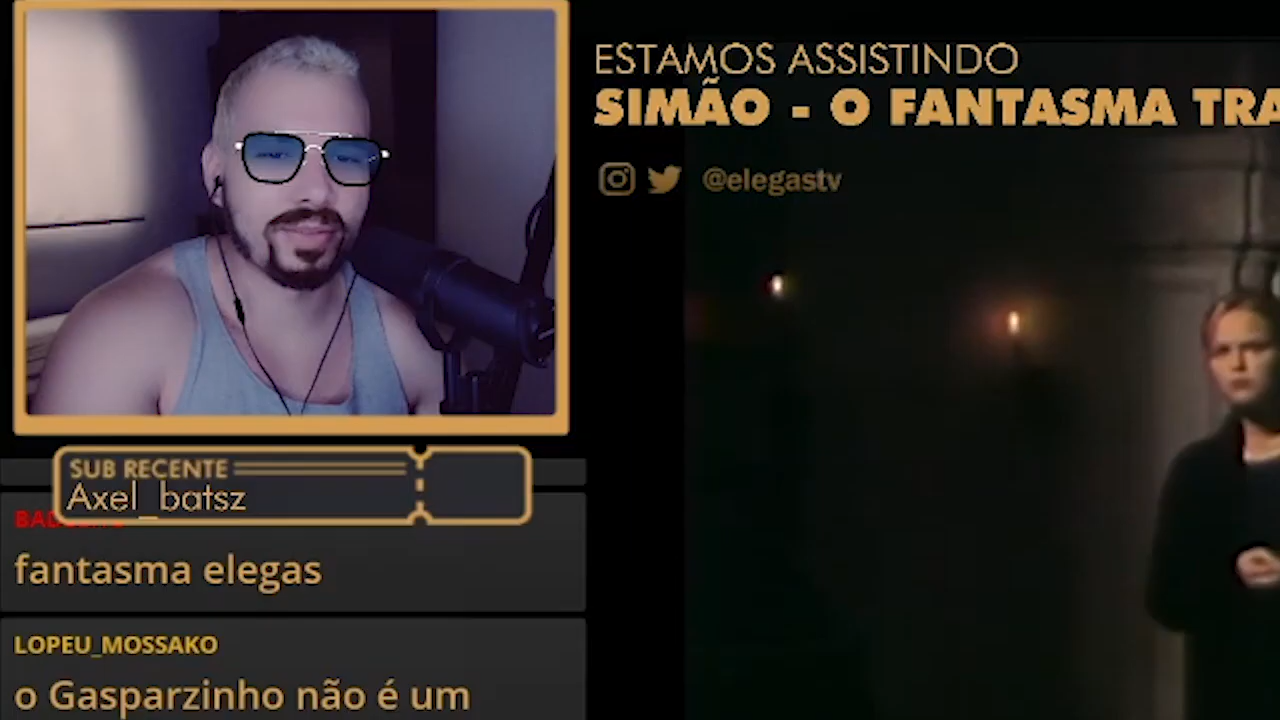 ESTAMOS ASSISTINDO
SIMÃO - O FANTASMA TRA
@elegastv
SUB RECENTE
Axel_batsz
fantasma elegas
LOPEU_MOSSAKO
o Gasparzinho não é um